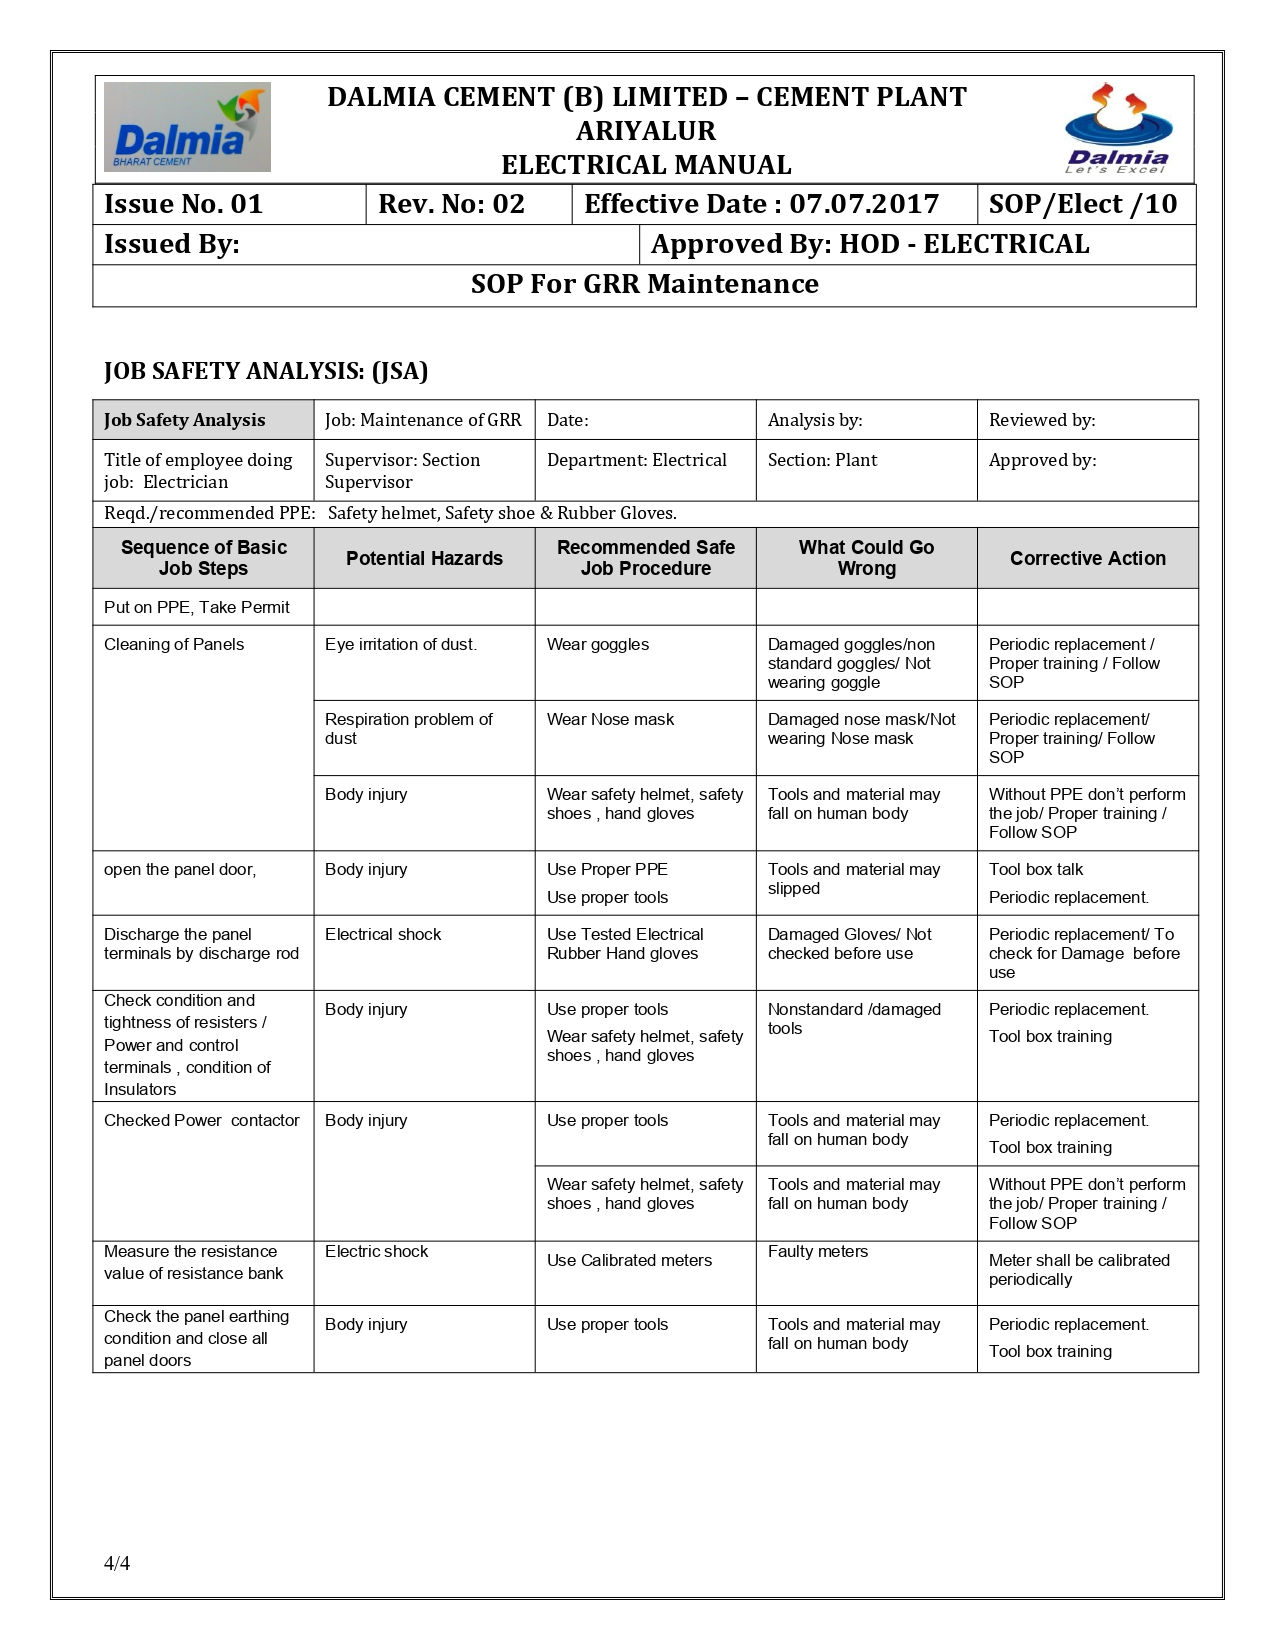 Dalmia
BHARAT CEMENT
DALMIA CEMENT (B) LIMITED – CEMENT PLANT
ARIYALUR
ELECTRICAL MANUAL
Dalmia
Let's Excel
Issue No. 01 Rev. No: 02 Effective Date : 07.07.2017 SOP/Elect /10
Issued By: Approved By: HOD - ELECTRICAL
SOP For GRR Maintenance
JOB SAFETY ANALYSIS: (JSA)
Job Safety Analysis Job: Maintenance of GRR Date: Analysis by: Reviewed by:
Title of employee doing
job: Electrician
Supervisor: Section
Supervisor
Department: Electrical
Section: Plant
Approved by:
Reqd./recommended PPE: Safety helmet, Safety shoe & Rubber Gloves.
Sequence of Basic
Job Steps
Potential Hazards
Recommended Safe
Job Procedure
What Could Go
Wrong
Corrective Action
Put on PPE, Take Permit
Cleaning of Panels
Eye irritation of dust.
Wear goggles
Damaged goggles/non
standard goggles/ Not
wearing goggle
Periodic replacement /
Proper training / Follow
SOP
Respiration problem of
dust
Wear Nose mask
Damaged nose mask/Not
wearing Nose mask
Periodic replacement/
Proper training/ Follow
SOP
Body injury
Wear safety helmet, safety
shoes , hand gloves
Tools and material may
fall on human body
Without PPE don’t perform
the job/ Proper training /
Follow SOP
open the panel door,
Body injury
Use Proper PPE
Use proper tools
Tools and material may
slipped
Tool box talk
Periodic replacement.
Discharge the panel
terminals by discharge rod
Electrical shock
Use Tested Electrical
Rubber Hand gloves
Damaged Gloves/ Not
checked before use
Periodic replacement/ To
check for Damage before
use
Check condition and
tightness of resisters /
Power and control
terminals , condition of
Insulators
Body injury
Use proper tools
Wear safety helmet, safety
shoes , hand gloves
Nonstandard /damaged
tools
Periodic replacement.
Tool box training
Checked Power contactor
Body injury
Use proper tools
Tools and material may
fall on human body
Periodic replacement.
Tool box training
Wear safety helmet, safety
shoes , hand gloves
Tools and material may
fall on human body
Without PPE don’t perform
the job/ Proper training /
Follow SOP
Measure the resistance
value of resistance bank
Electric shock
Use Calibrated meters
Faulty meters
Meter shall be calibrated
periodically
Check the panel earthing
condition and close all
panel doors
Body injury
Use proper tools
Tools and material may
fall on human body
Periodic replacement.
Tool box training
4/4